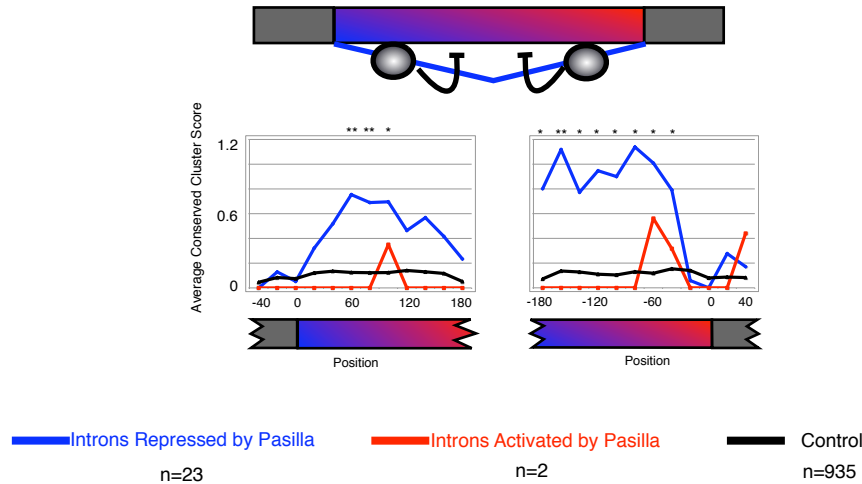 ** ** *
* ** * * * * * *
Average Conserved Cluster Score
1.2
0.6
0
-40 0 60 120 180
-180 -120 -60 0 40
Position
Position
Introns Repressed by Pasilla
n=23
Introns Activated by Pasilla
n=2
Control
n=935